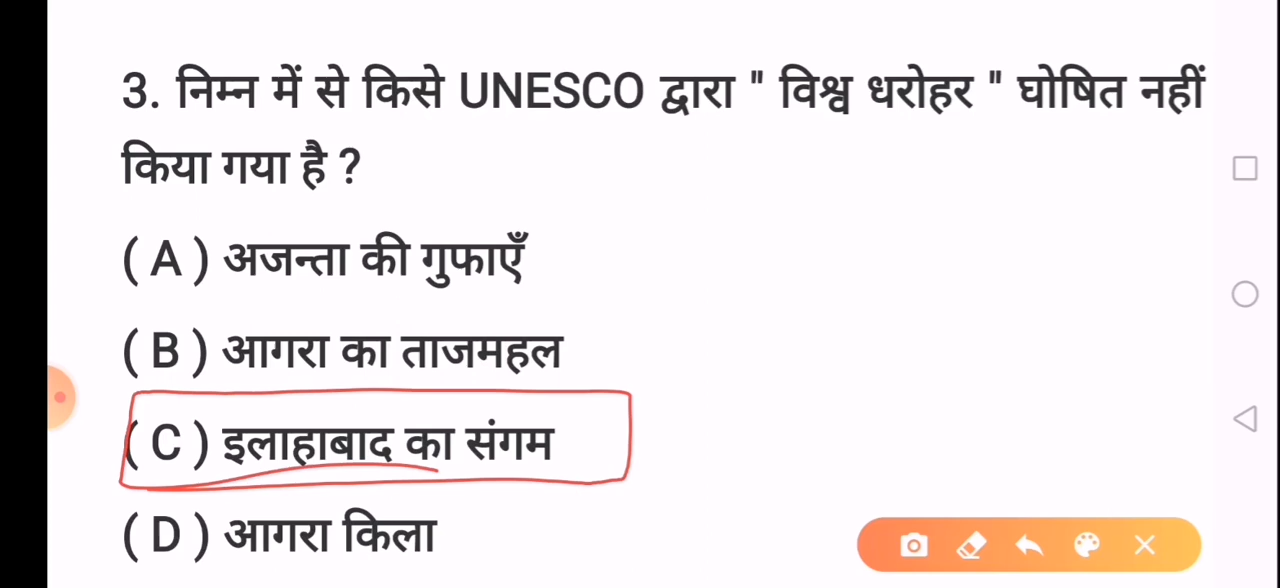 3. निम्न में से किसे UNESCO द्वारा " विश्व धरोहर " घोषित नहीं
किया गया है ?
( A ) अजन्ता की गुफाएँ
( B ) आगरा का ताजमहल
( C ) इलाहाबाद का संगम
( D ) आगरा किला